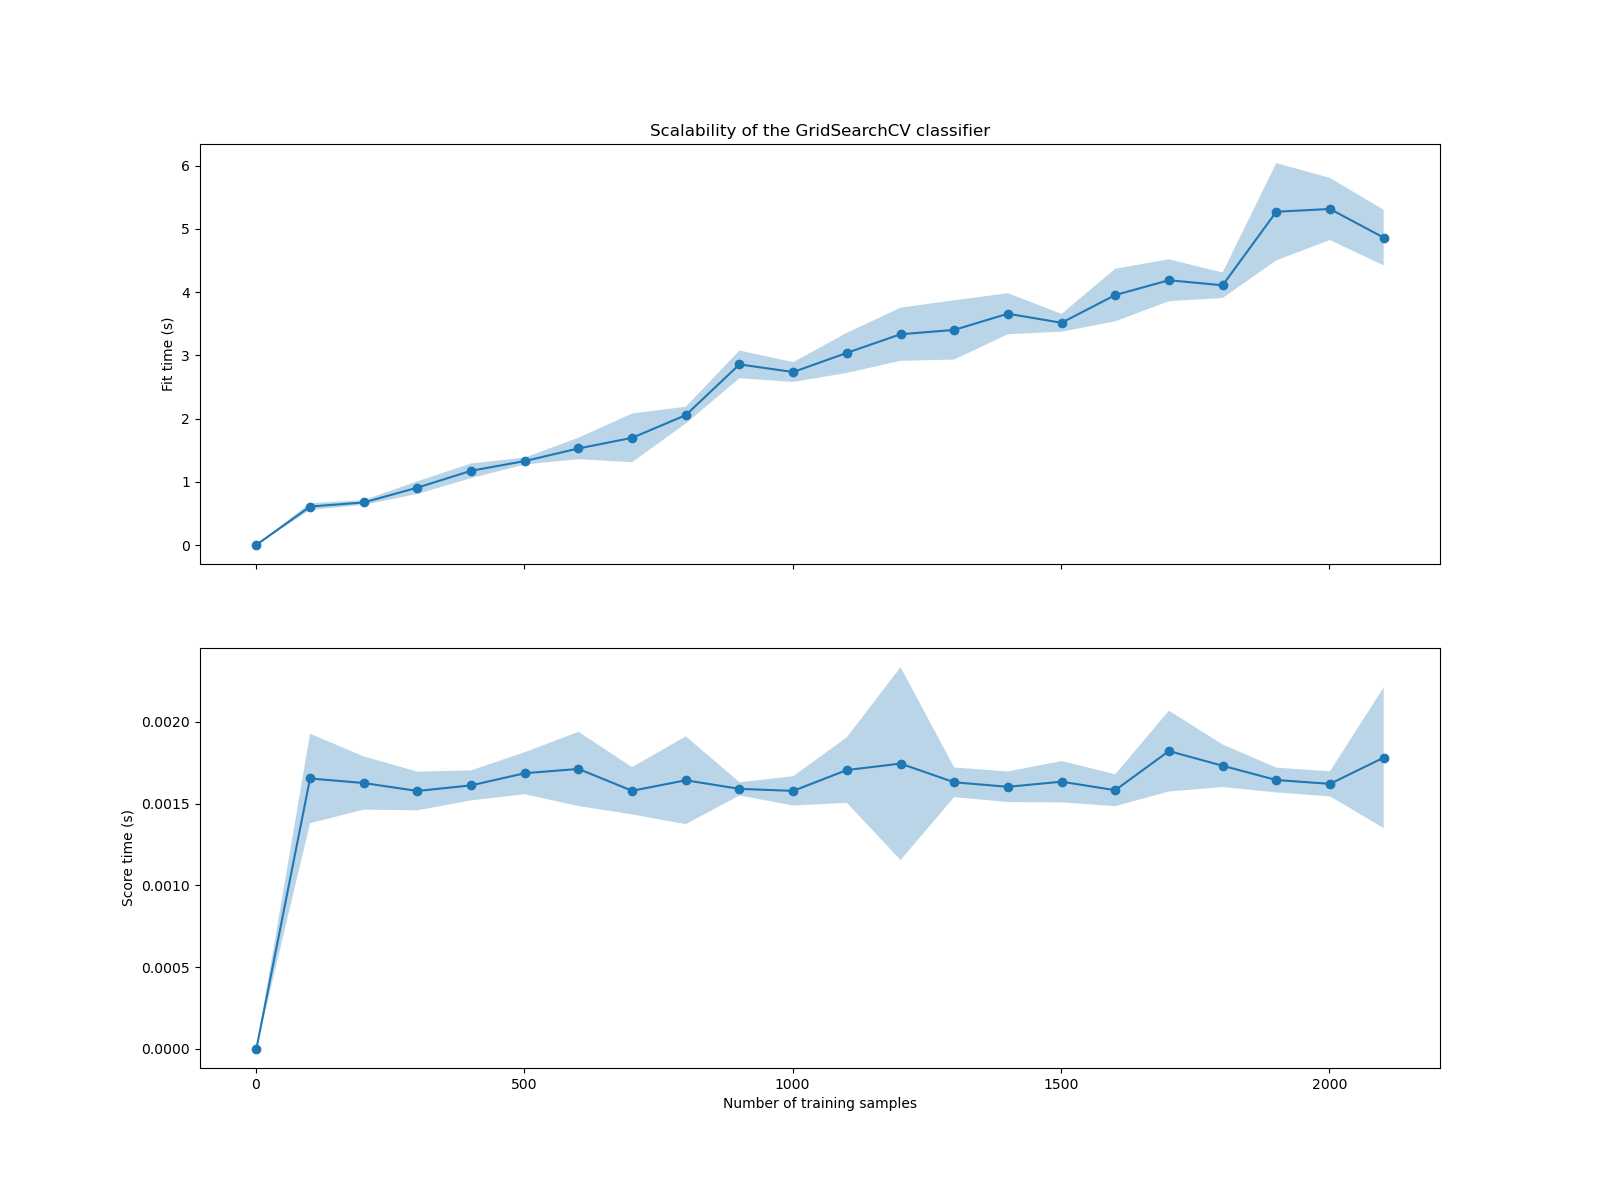 Scalability of the GridSearchCV classifier
6
5
4
3
2
1
0
Fit time (s)
0.0020
0.0015
0.0010
0.0005
0.0000
Score time (s)
0 500 1000 1500 2000
Number of training samples